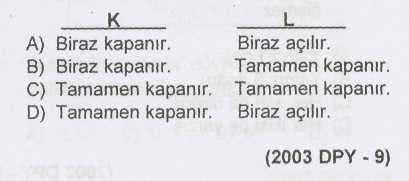 K L
A) Biraz kapanır. Biraz açılır.
B) Biraz kapanır. Tamamen kapanır.
C) Tamamen kapanır. Tamamen kapanır.
D) Tamamen kapanır. Biraz açılır.
(2003 DPY - 9)